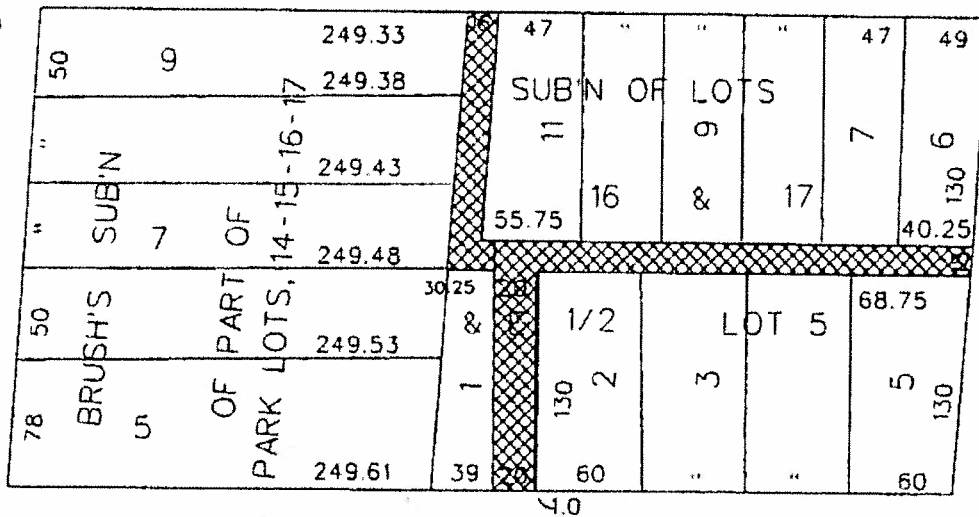 249.33
50
9
249.38
"
249.43
"
7
249.48
50
249.53
78
5
249.61
BRUSH'S SUB'N
OF PART OF
PARK LOTS, 14-15-16-17
47 " " " 47 49
SUB'N OF LOTS
11 9 7 6
16 & 17
130
55.75
40.25
30.25
68.75
& 1/2 LOT 5
1 2 3 5
130
130
39 20 60 " " 60
41.0